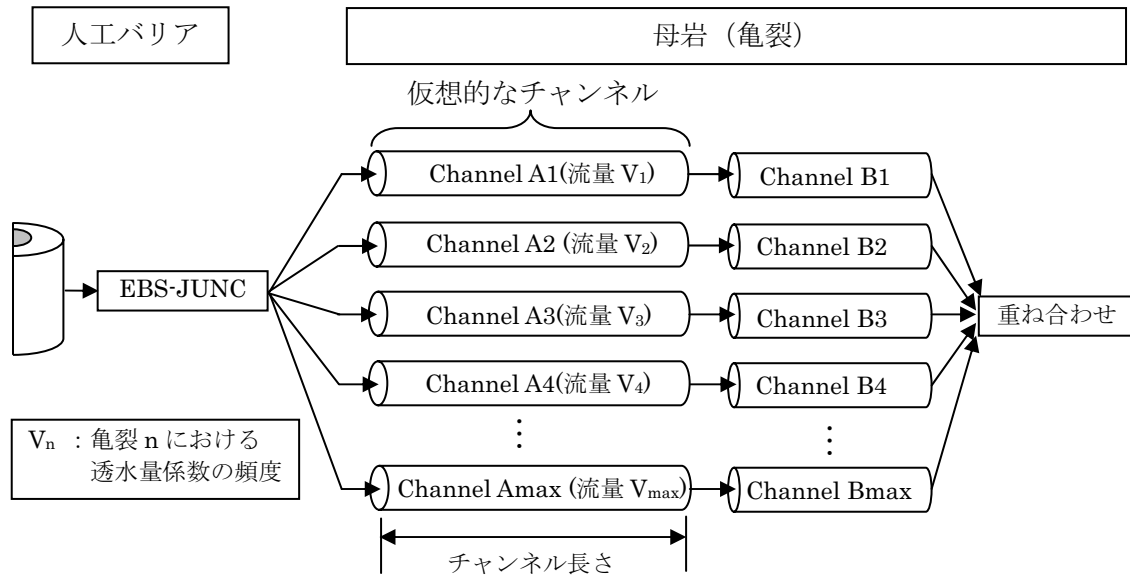 人工バリア
母岩（亀裂）
仮想的なチャンネル
Channel A1(流量 V₁)
Channel B1
Channel A2 (流量 V₂)
Channel B2
EBS-JUNC
Channel A3(流量 V₃)
Channel B3
重ね合わせ
Channel A4(流量 V₄)
Channel B4
Vₙ ：亀裂 n における
透水量係数の頻度
⋮
⋮
Channel Amax (流量 Vmax)
Channel Bmax
チャンネル長さ